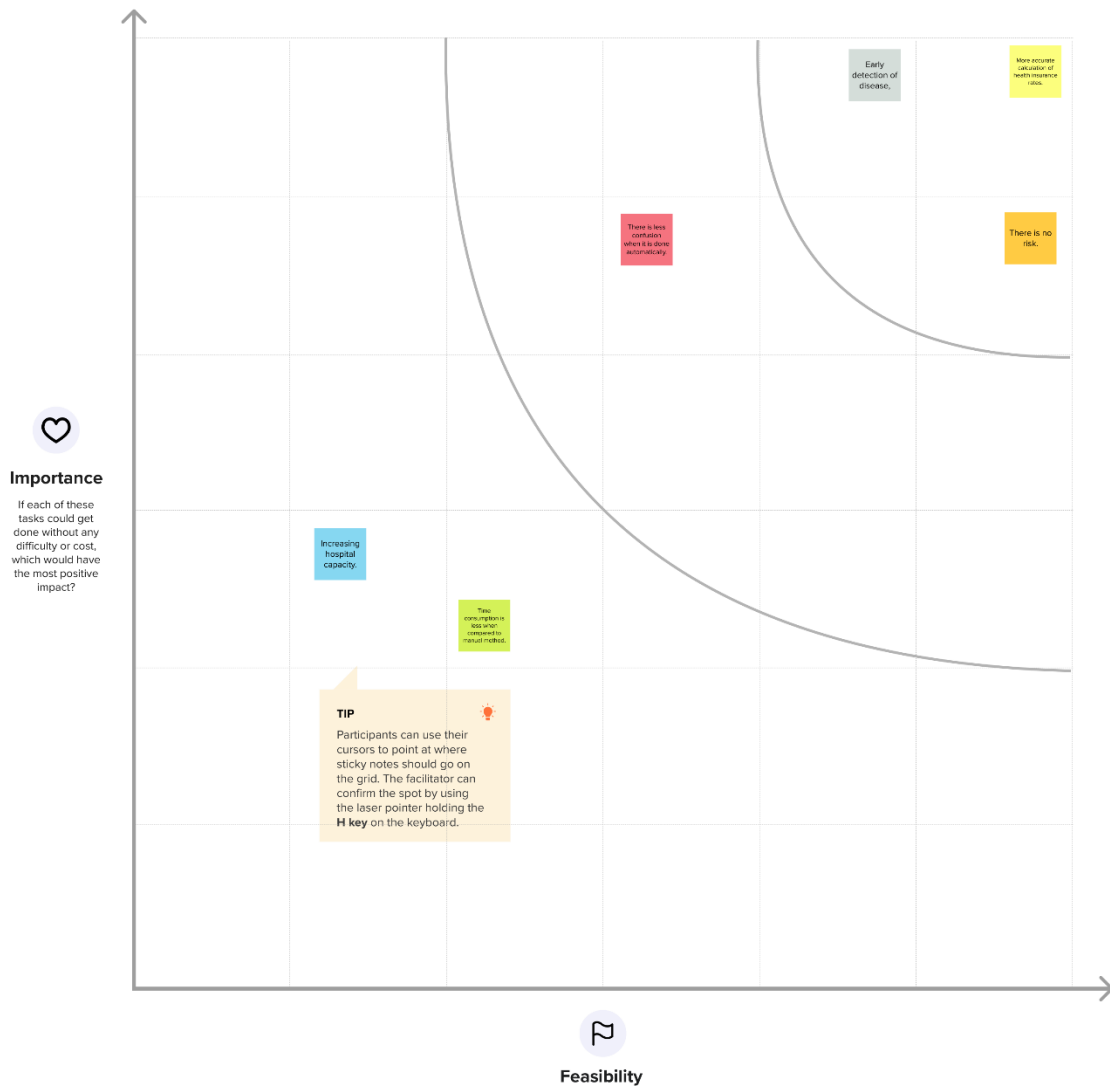 Early
detection of
disease,
More accurate
calculation of
health insurance
rates.
There is less
confusion
when it is done
automatically.
There is no
risk.
Importance
If each of these
tasks could get
done without any
difficulty or cost,
which would have
the most positive
impact?
Increasing
hospital
capacity.
Time
consumption is
less when
compared to
manual method.
TIP
Participants can use their
cursors to point at where
sticky notes should go on
the grid. The facilitator can
confirm the spot by using
the laser pointer holding the
H key on the keyboard.
Feasibility